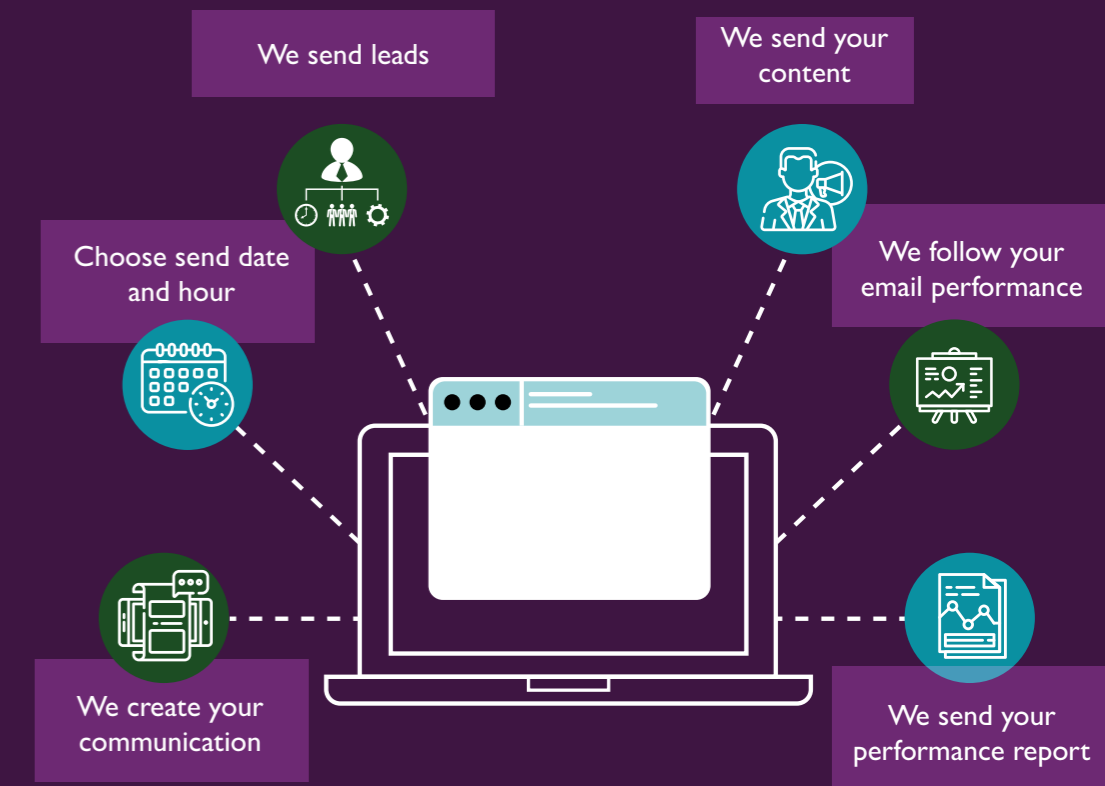 We send leads
We send your
content
Choose send date
and hour
We follow your
email performance
We create your
communication
We send your
performance report